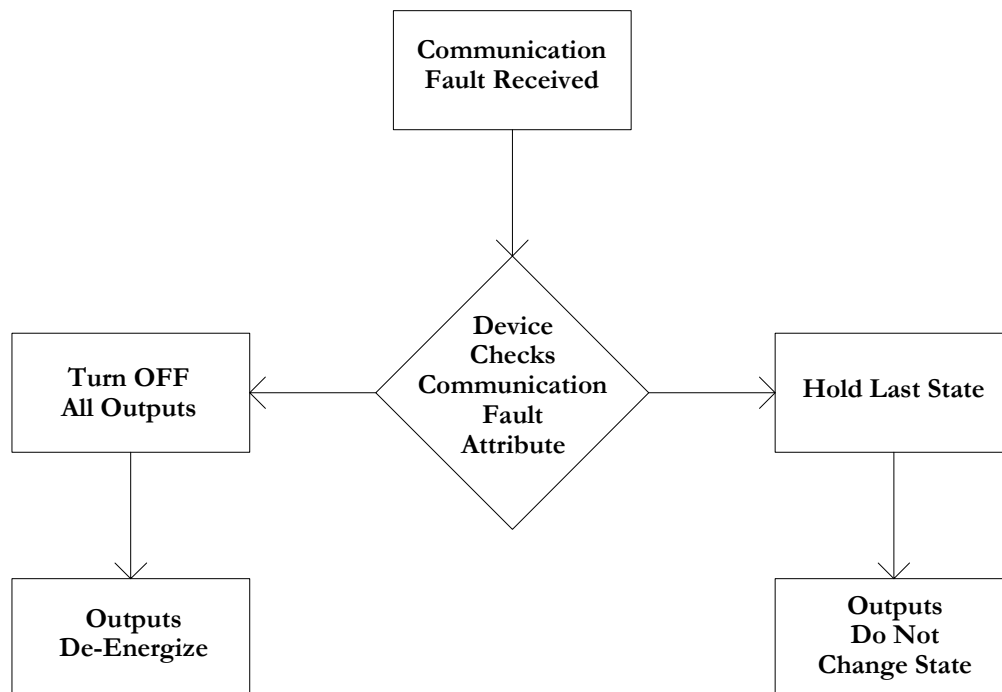 Communication
Fault Received
Device
Checks
Communication
Fault
Attribute
Turn OFF
All Outputs
Hold Last State
Outputs
De-Energize
Outputs
Do Not
Change State